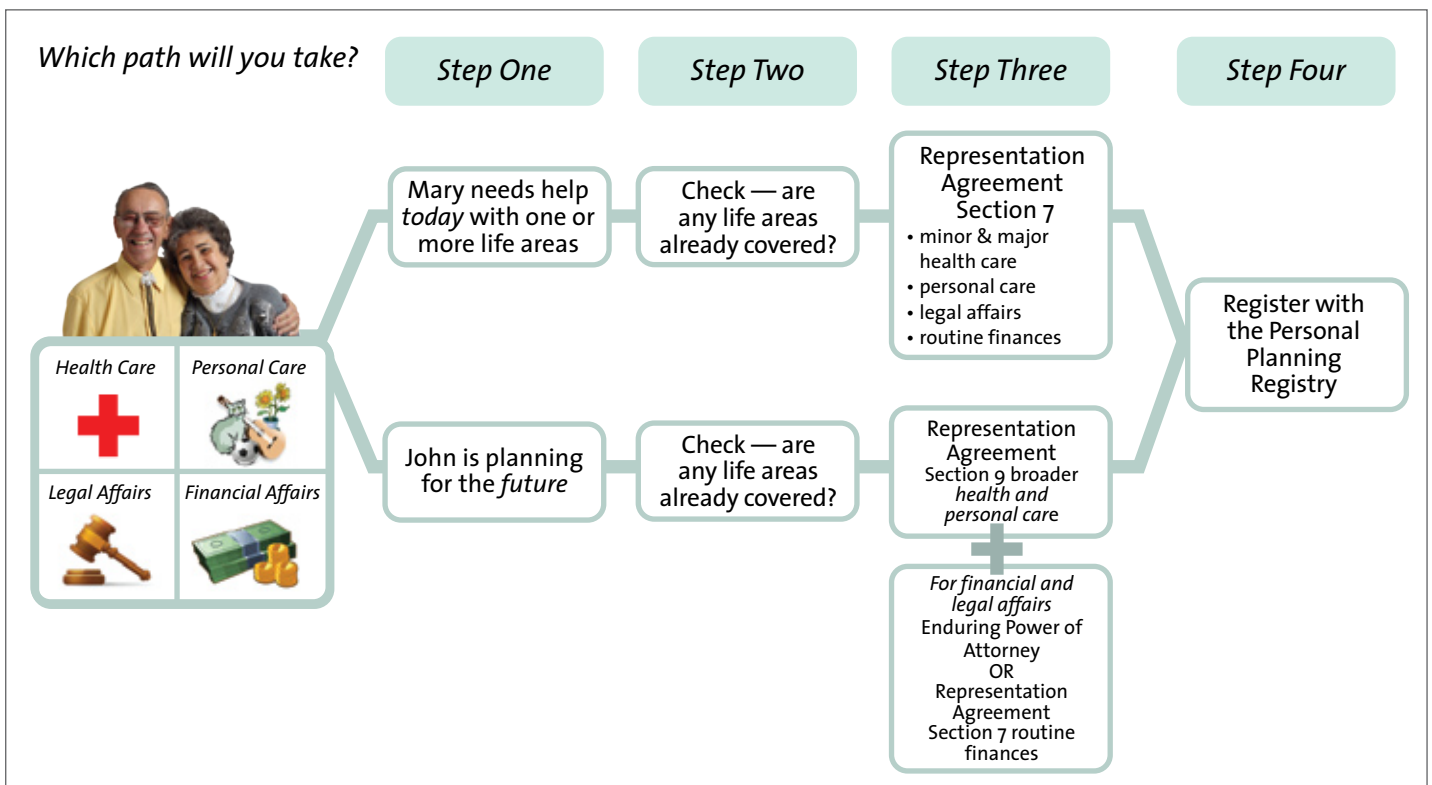 Which path will you take?
Step One
Step Two
Step Three
Step Four
Health Care
Personal Care
Legal Affairs
Financial Affairs
Mary needs help
today with one or
more life areas
Check — are
any life areas
already covered?
Representation
Agreement
Section 7
• minor & major
health care
• personal care
• legal affairs
• routine finances
John is planning
for the future
Check — are
any life areas
already covered?
Representation
Agreement
Section 9 broader
health and
personal care
For financial and
legal affairs
Enduring Power of
Attorney
OR
Representation
Agreement
Section 7 routine
finances
Register with
the Personal
Planning
Registry